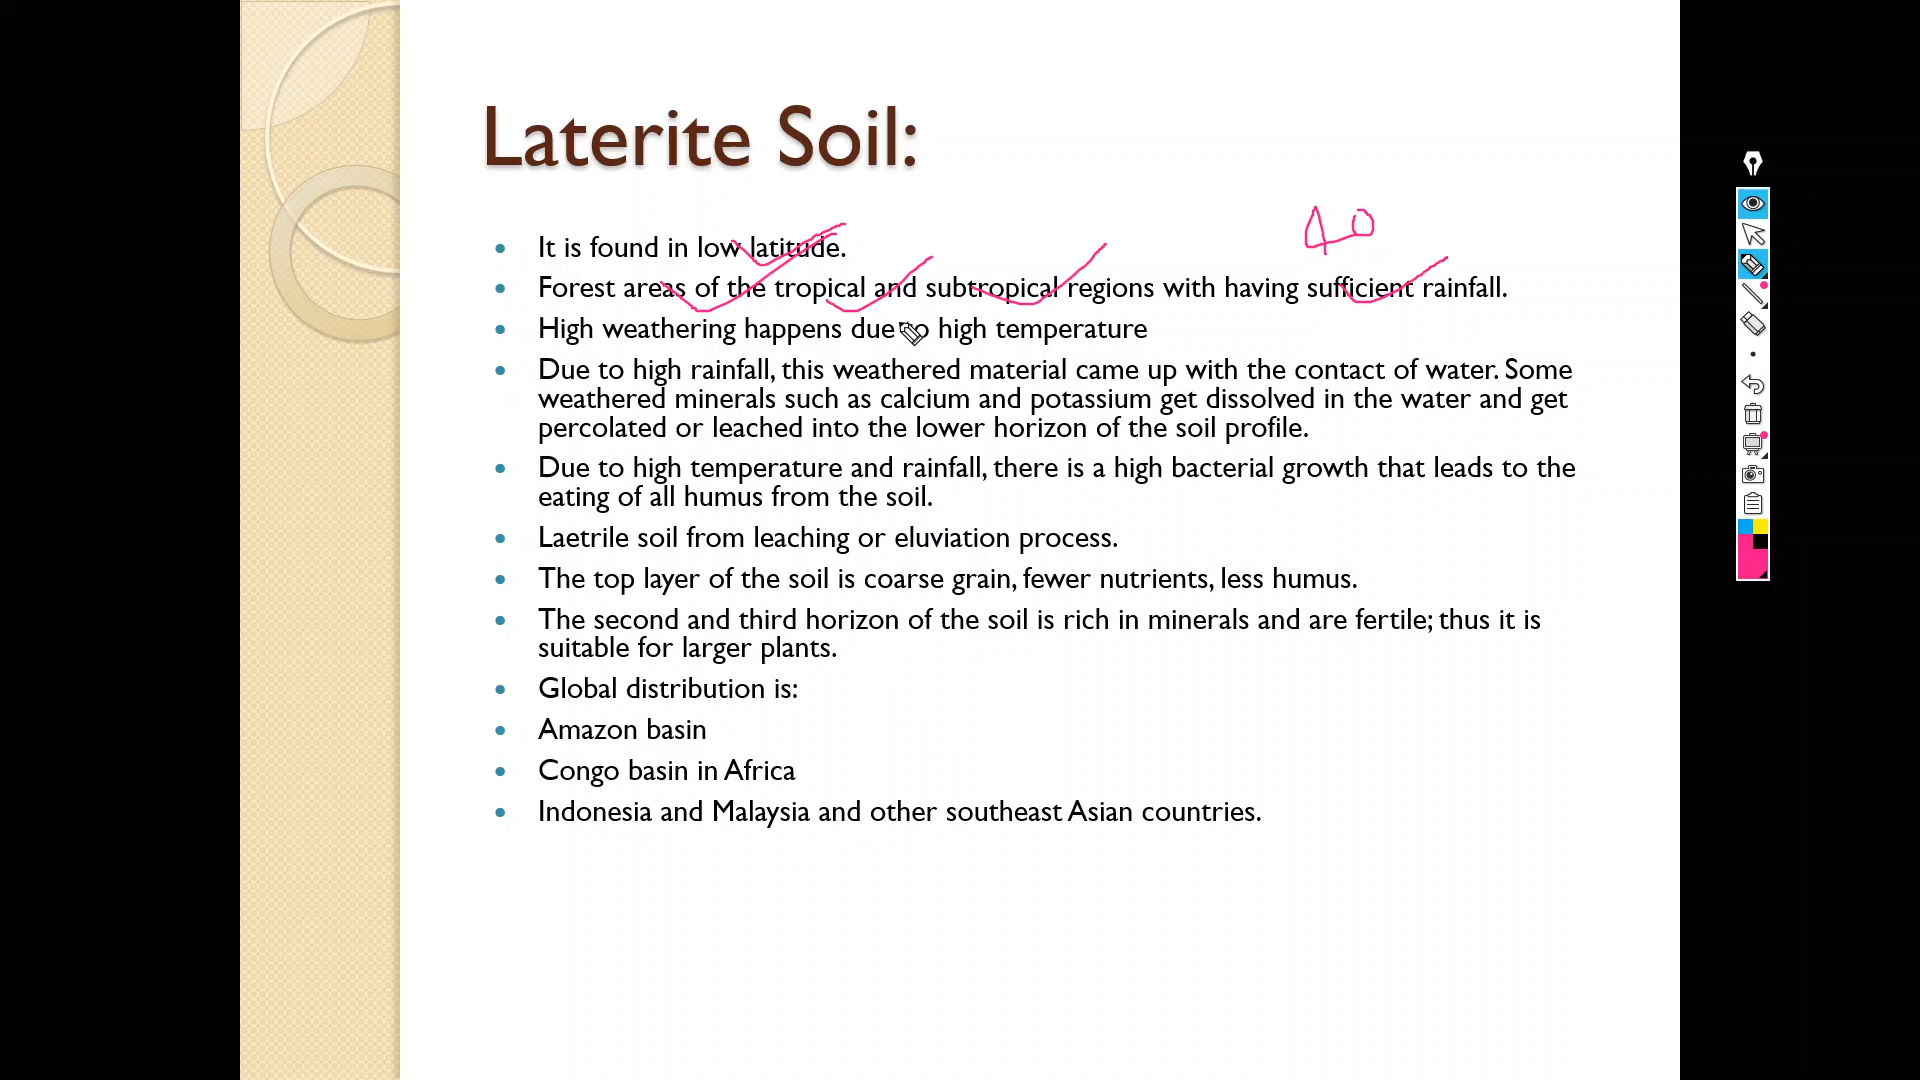 Laterite Soil:
40
It is found in low latitude.
Forest areas of the tropical and subtropical regions with having sufficient rainfall.
High weathering happens due to high temperature
Due to high rainfall, this weathered material came up with the contact of water. Some
weathered minerals such as calcium and potassium get dissolved in the water and get
percolated or leached into the lower horizon of the soil profile.
Due to high temperature and rainfall, there is a high bacterial growth that leads to the
eating of all humus from the soil.
Laetrile soil from leaching or eluviation process.
The top layer of the soil is coarse grain, fewer nutrients, less humus.
The second and third horizon of the soil is rich in minerals and are fertile; thus it is
suitable for larger plants.
Global distribution is:
Amazon basin
Congo basin in Africa
Indonesia and Malaysia and other southeast Asian countries.